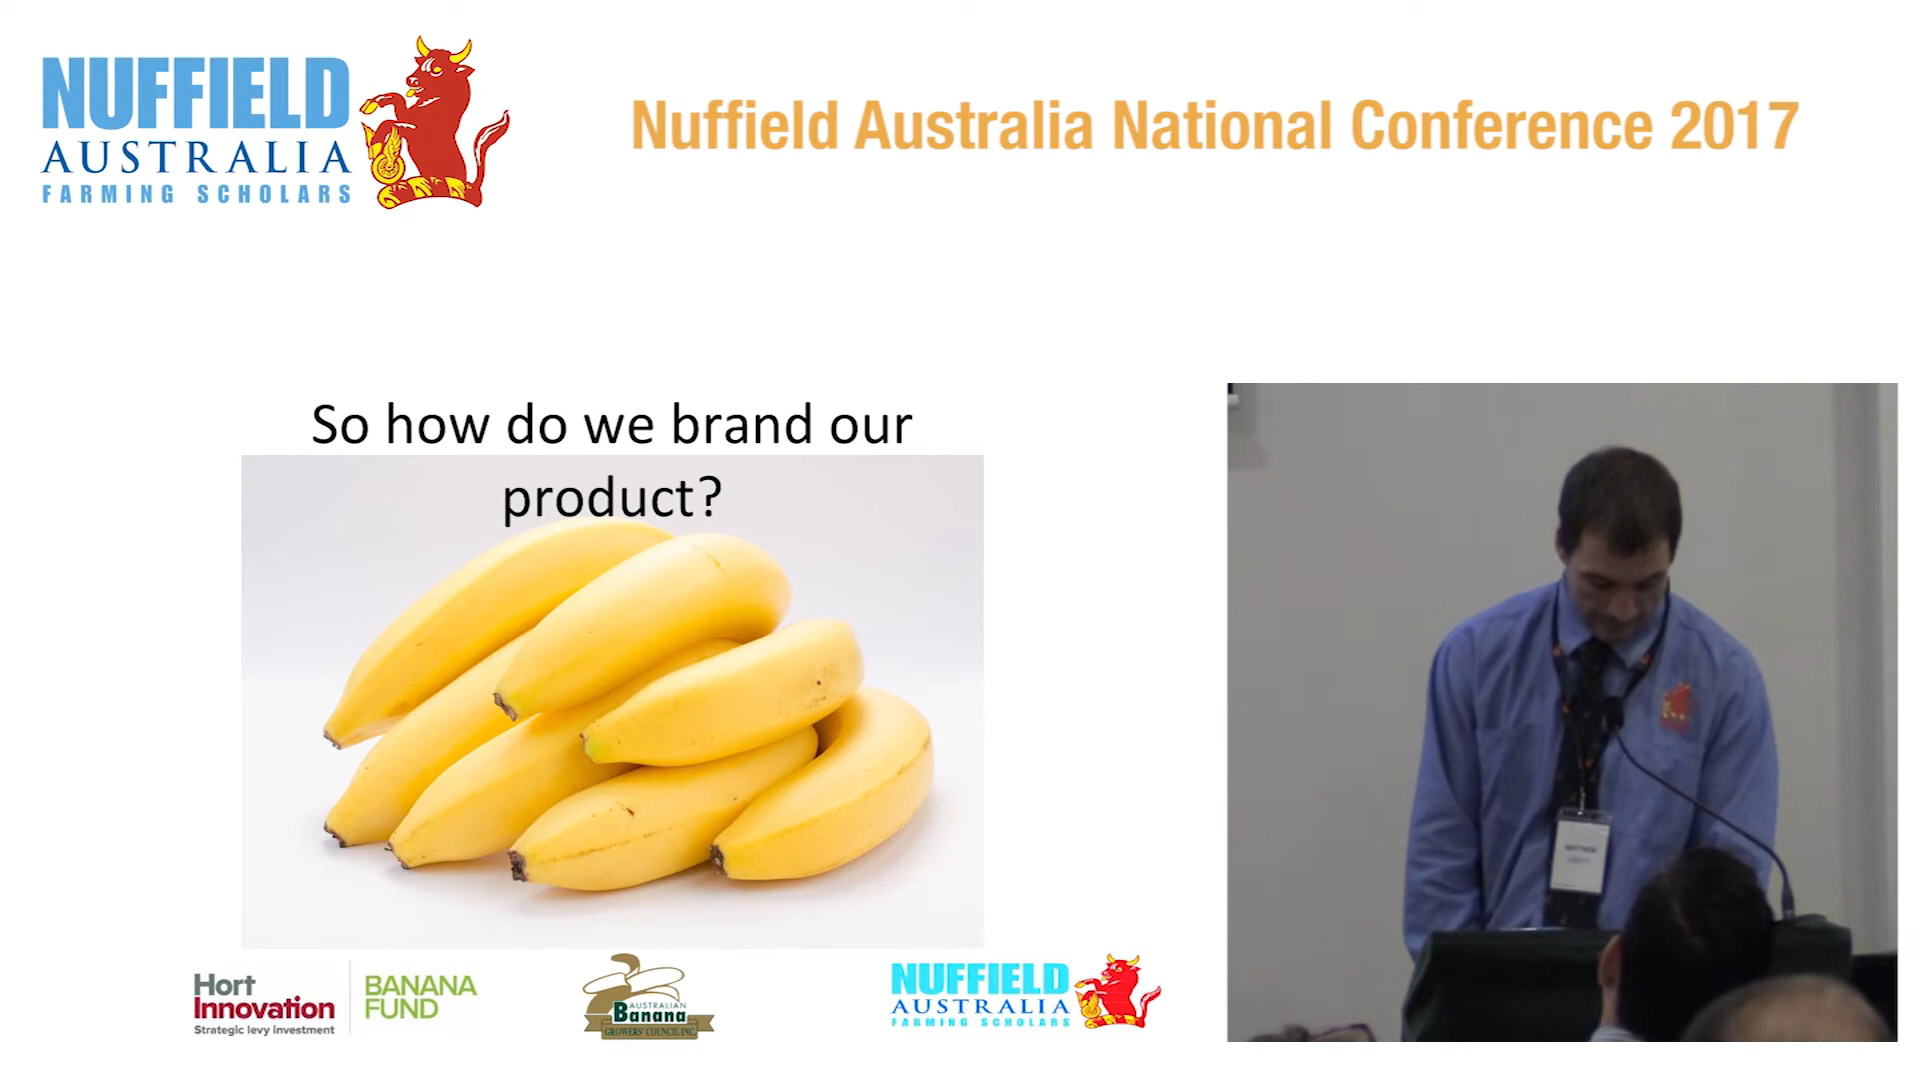 NUFFIELD
AUSTRALIA
FARMING SCHOLARS
Nuffield Australia National Conference 2017
So how do we brand our
product?
Hort
Innovation
Strategic levy investment
BANANA
FUND
AUSTRALIAN
Banana
GROWERS' COUNCIL INC.
NUFFIELD
AUSTRALIA
FARMING SCHOLARS